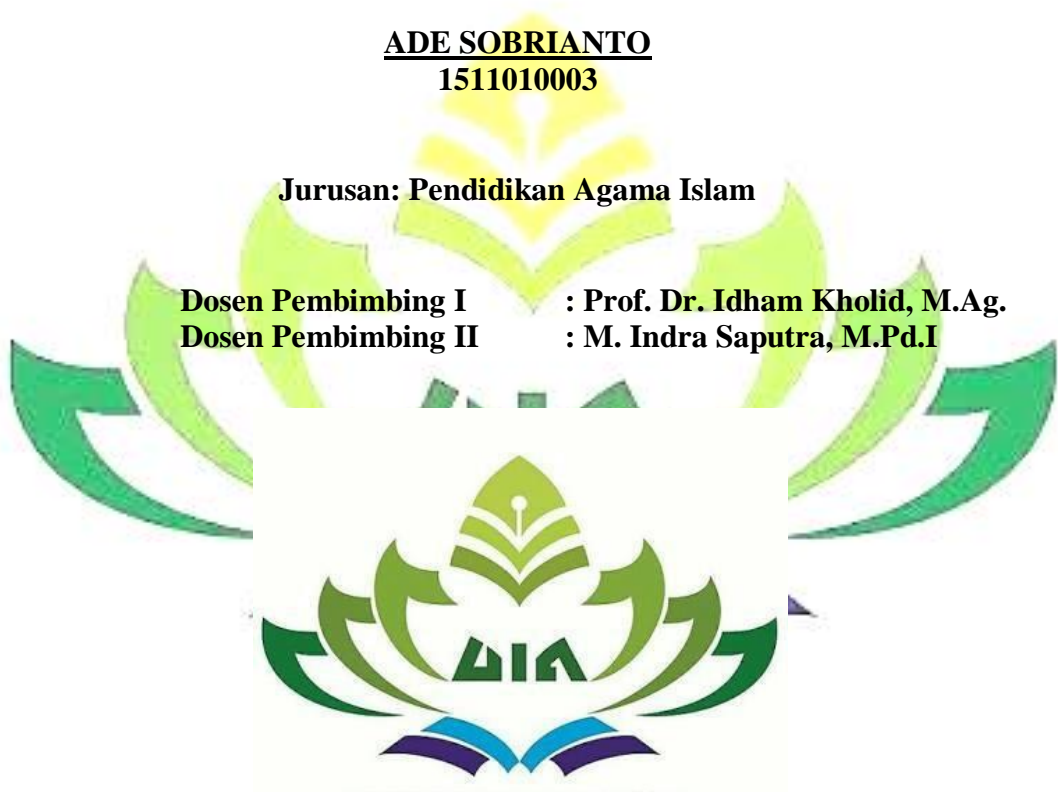 ADE SOBRIANTO
1511010003
Jurusan: Pendidikan Agama Islam
Dosen Pembimbing I : Prof. Dr. Idham Kholid, M.Ag.
Dosen Pembimbing II : M. Indra Saputra, M.Pd.I
UIN